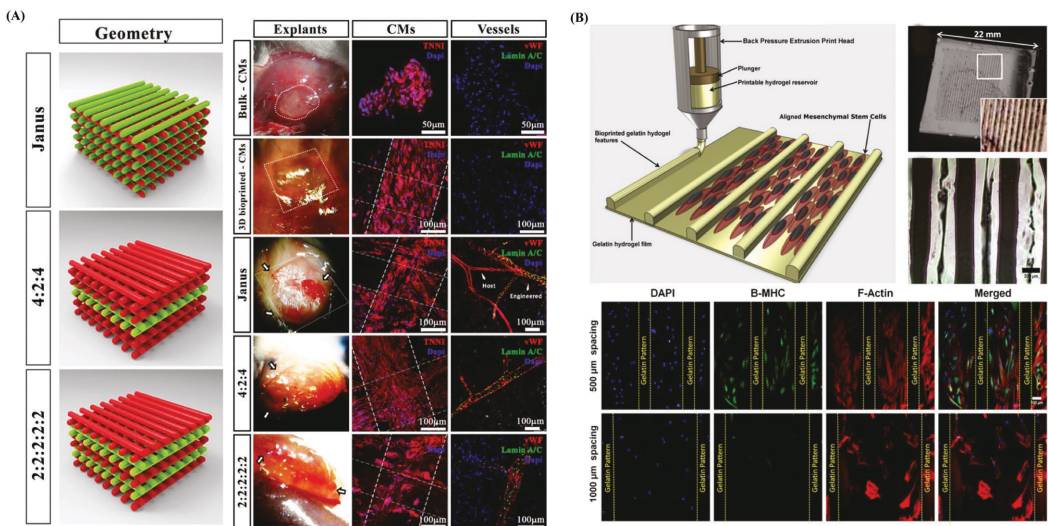 (A)
Geometry
Janus
4:2:4
2:2:2:2:2
Explants
CMs
Vessels
Bulk - CMs
TNNI
Dapi
50µm
vWF
Lamin A/C
Dapi
50µm
3D bioprinted - CMs
TNNI
Dapi
100µm
vWF
Lamin A/C
Dapi
100µm
Janus
TNNI
Dapi
100µm
vWF
Lamin A/C
Dapi
Host
Engineered
100µm
4:2:4
TNNI
Dapi
100µm
vWF
Lamin A/C
Dapi
100µm
2:2:2:2:2
TNNI
Dapi
100µm
vWF
Lamin A/C
Dapi
100µm
(B)
Back Pressure Extrusion Print Head
Plunger
Printable hydrogel reservoir
Aligned Mesenchymal Stem Cells
Bioprinted gelatin hydrogel
features
Gelatin hydrogel film
22 mm
DAPI
B-MHC
F-Actin
Merged
500 µm spacing
Gelatin Pattern
Gelatin Pattern
Gelatin Pattern
Gelatin Pattern
Gelatin Pattern
Gelatin Pattern
Gelatin Pattern
Gelatin Pattern
1000 µm spacing
Gelatin Pattern
Gelatin Pattern
Gelatin Pattern
Gelatin Pattern
Gelatin Pattern
Gelatin Pattern
Gelatin Pattern
Gelatin Pattern